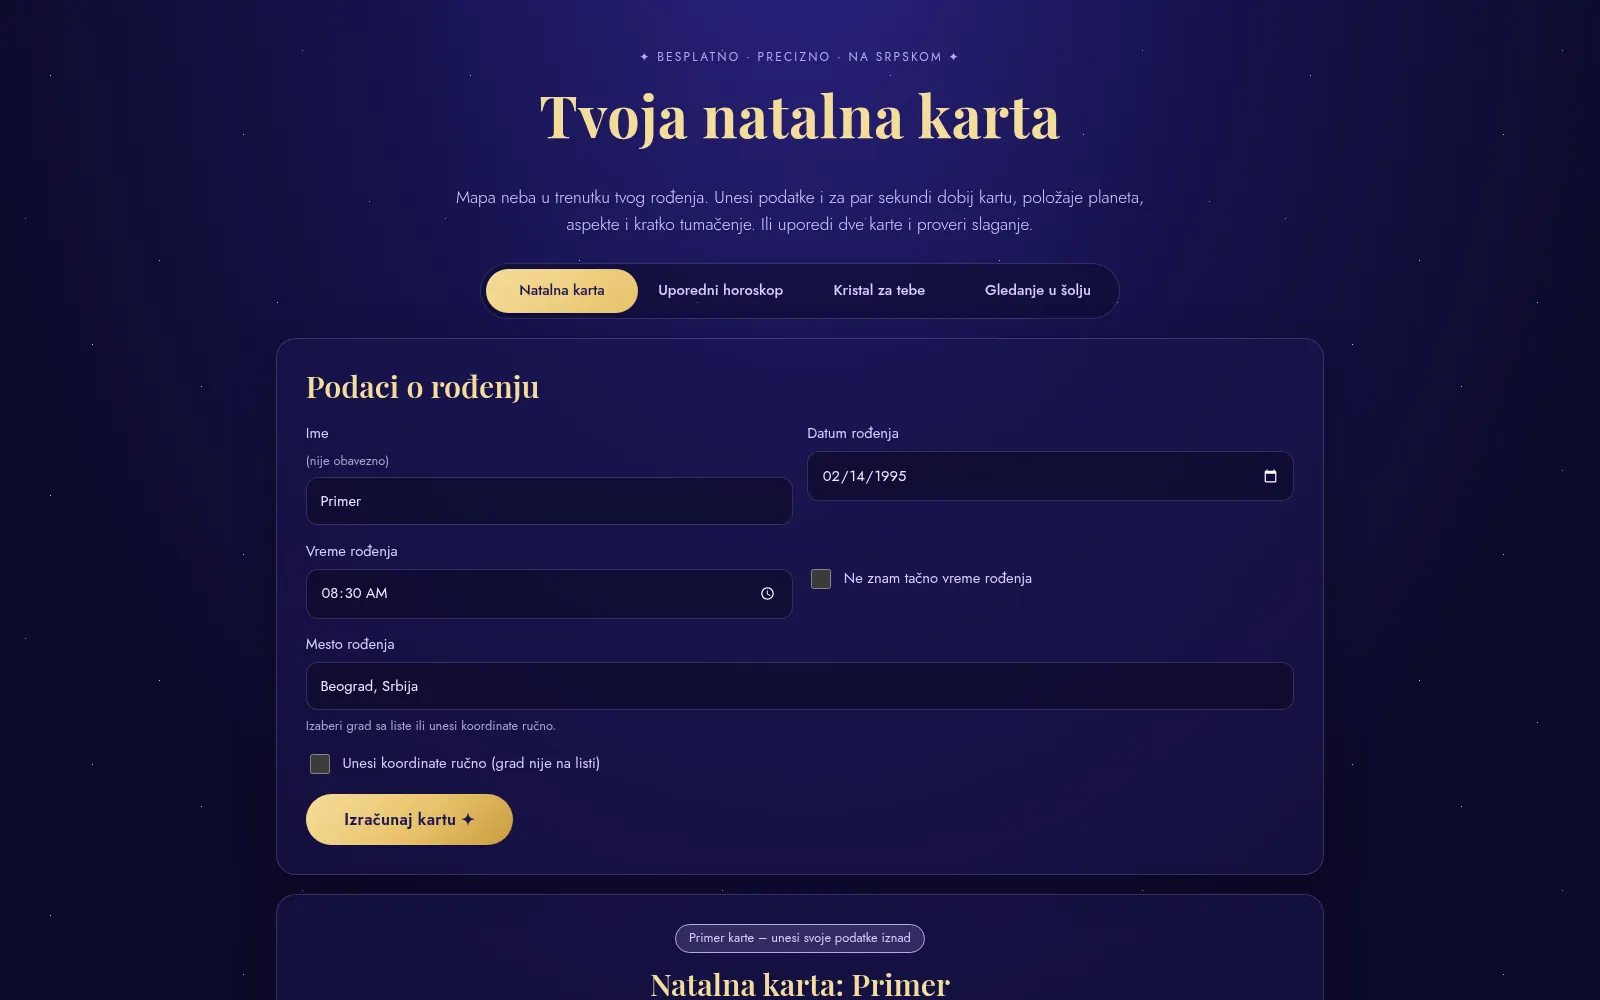 ✦ BESPLATNO · PRECIZNO · NA SRPSKOM ✦
Tvoja natalna karta
Mapa neba u trenutku tvog rođenja. Unesi podatke i za par sekundi dobij kartu, položaje planeta,
aspekte i kratko tumačenje. Ili uporedi dve karte i proveri slaganje.
Natalna karta
Uporedni horoskop
Kristal za tebe
Gledanje u šolju
Podaci o rođenju
Ime
(nije obavezno)
Primer
Datum rođenja
02/14/1995
Vreme rođenja
08:30 AM
Ne znam tačno vreme rođenja
Mesto rođenja
Beograd, Srbija
Izaberi grad sa liste ili unesi koordinate ručno.
Unesi koordinate ručno (grad nije na listi)
Izračunaj kartu ✦
Primer karte – unesi svoje podatke iznad
Natalna karta: Primer